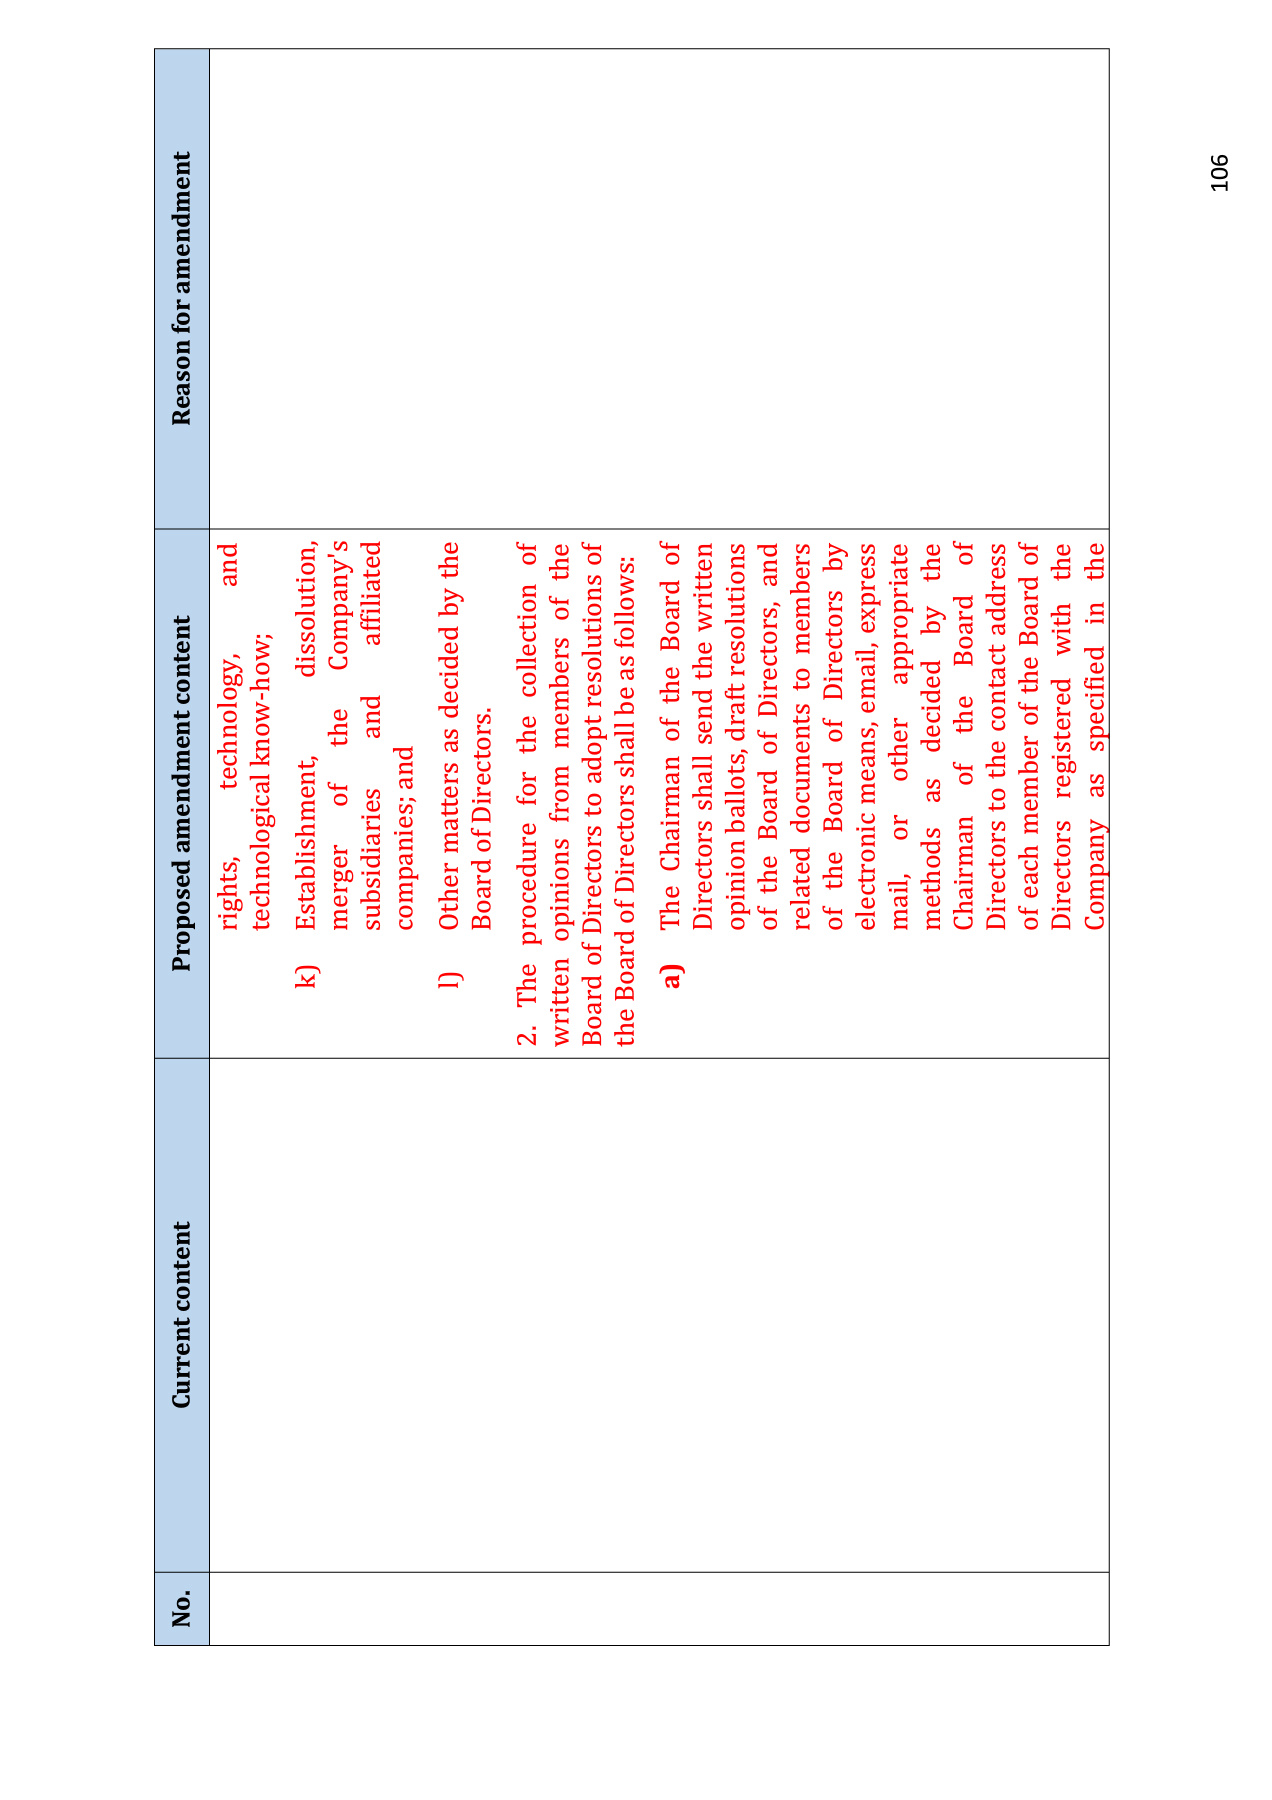 No.
Current content
Proposed amendment content
Reason for amendment
rights, technology, and
technological know-how;
k) Establishment, dissolution,
merger of the Company's
subsidiaries and affiliated
companies; and
l) Other matters as decided by the
Board of Directors.
2. The procedure for the collection of
written opinions from members of the
Board of Directors to adopt resolutions of
the Board of Directors shall be as follows:
a) The Chairman of the Board of
Directors shall send the written
opinion ballots, draft resolutions
of the Board of Directors, and
related documents to members
of the Board of Directors by
electronic means, email, express
mail, or other appropriate
methods as decided by the
Chairman of the Board of
Directors to the contact address
of each member of the Board of
Directors registered with the
Company as specified in the
106